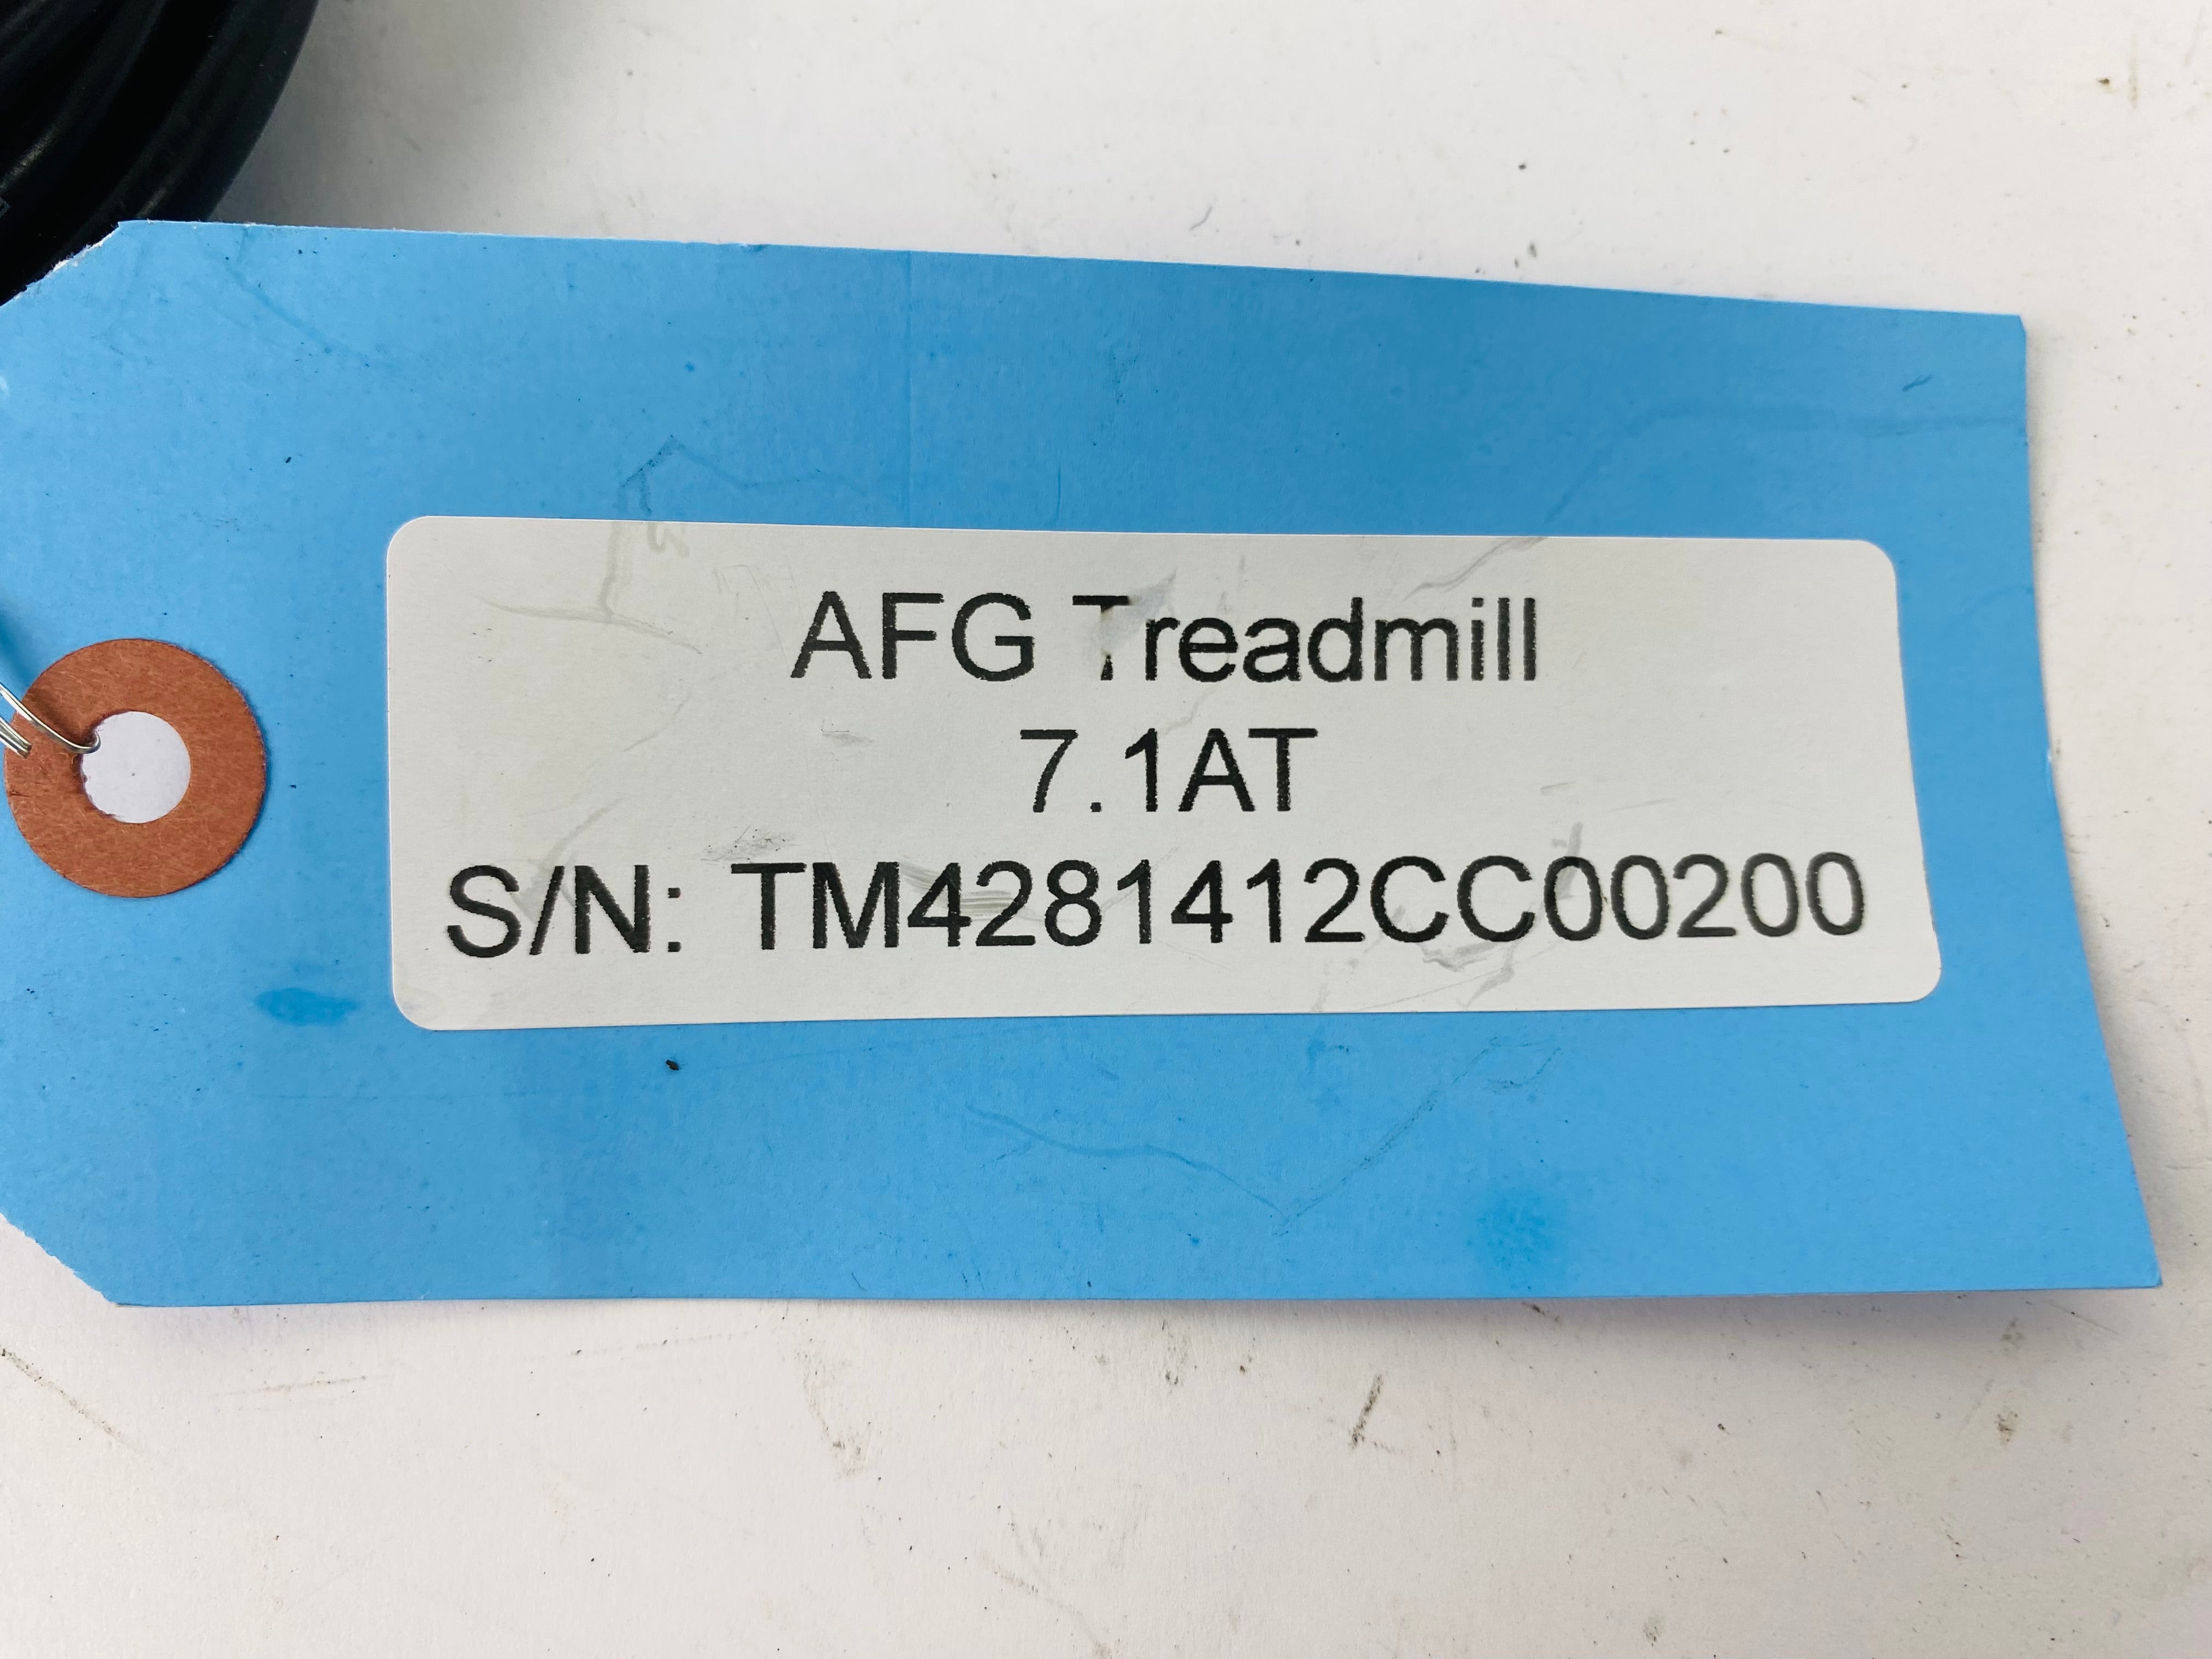 AFG Treadmill
7.1AT
S/N: TM4281412CC00200